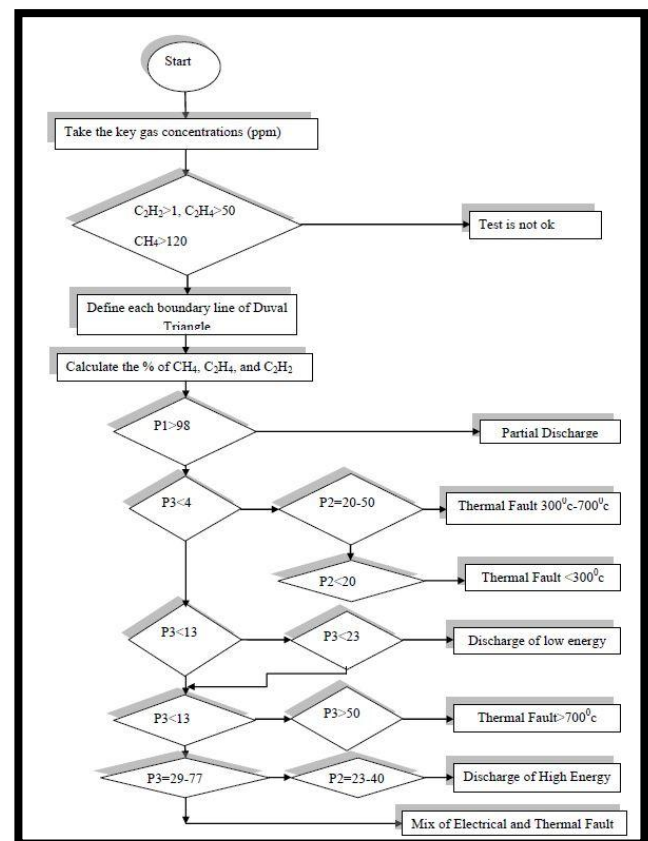 Start
Take the key gas concentrations (ppm)
C₂H₂>1, C₂H₄>50
CH₄>120
Test is not ok
Define each boundary line of Duval
Triangle
Calculate the % of CH₄, C₂H₄, and C₂H₂
P1>98
Partial Discharge
P3<4
P2=20-50
Thermal Fault 300⁰c-700⁰c
P2<20
Thermal Fault <300⁰c
P3<13
P3<23
Discharge of low energy
P3<13
P3>50
Thermal Fault>700⁰c
P3=29-77
P2=23-40
Discharge of High Energy
Mix of Electrical and Thermal Fault